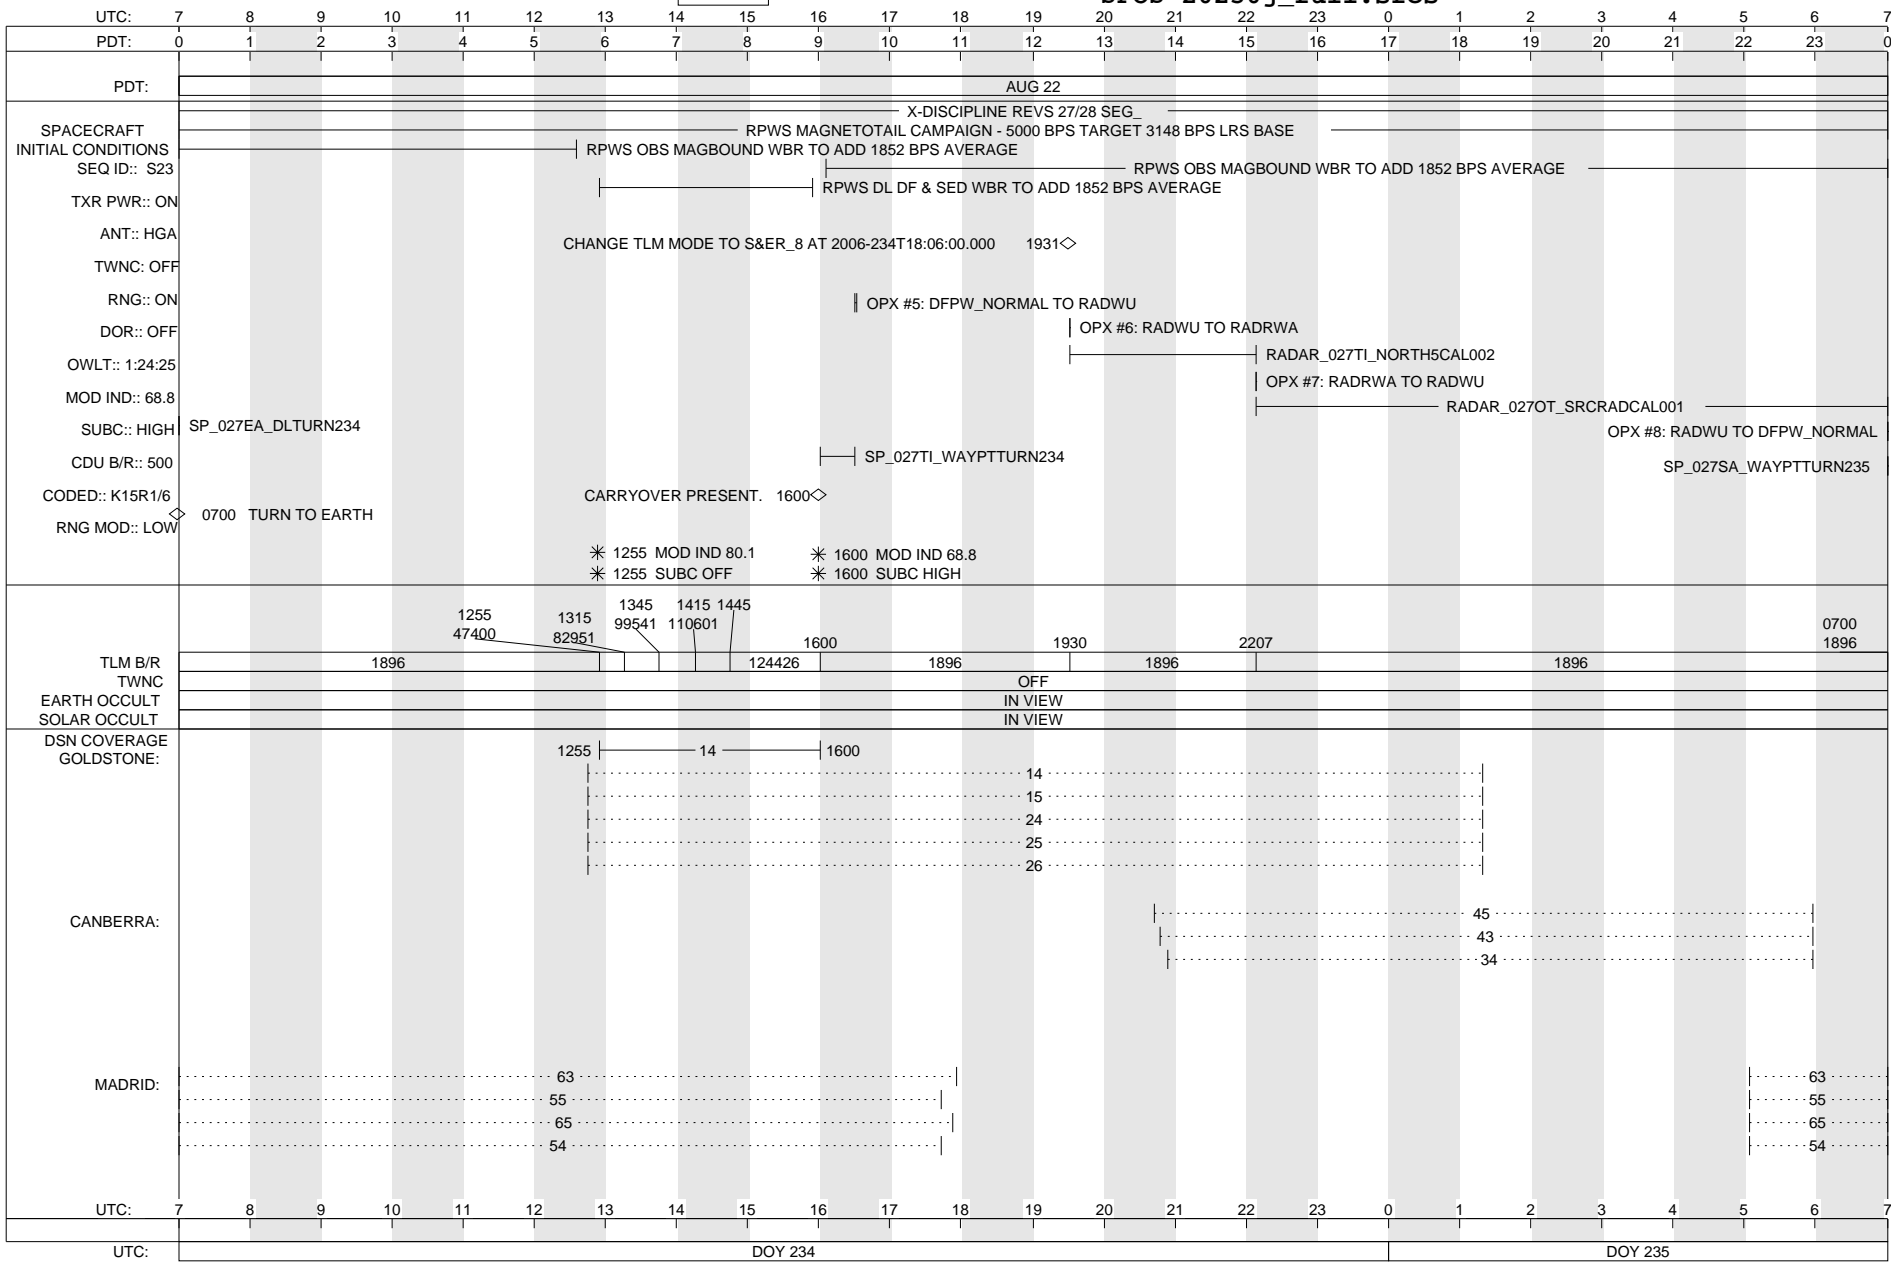 UTC: 7 8 9 10 11 12 13 14 15 16 17 18 19 20 21 22 23 0 1 2 3 4 5 6 7
PDT: 0 1 2 3 4 5 6 7 8 9 10 11 12 13 14 15 16 17 18 19 20 21 22 23 0
PDT: AUG 22
X-DISCIPLINE REVS 27/28 SEG_
SPACECRAFT RPWS MAGNETOTAIL CAMPAIGN - 5000 BPS TARGET 3148 BPS LRS BASE
INITIAL CONDITIONS RPWS OBS MAGBOUND WBR TO ADD 1852 BPS AVERAGE
SEQ ID:: S23 RPWS OBS MAGBOUND WBR TO ADD 1852 BPS AVERAGE
RPWS DL DF & SED WBR TO ADD 1852 BPS AVERAGE
TXR PWR:: ON
ANT:: HGA
CHANGE TLM MODE TO S&ER_8 AT 2006-234T18:06:00.000 1931
TWNC: OFF
RNG:: ON
OPX #5: DFPW_NORMAL TO RADWU
DOR:: OFF
OPX #6: RADWU TO RADRWA
RADAR_027TI_NORTH5CAL002
OWLT:: 1:24:25
OPX #7: RADRWA TO RADWU
MOD IND:: 68.8
RADAR_027OT_SRCRADCAL001
SP_027EA_DLTURN234
SUBC:: HIGH
OPX #8: RADWU TO DFPW_NORMAL
SP_027TI_WAYPTTURN234
CDU B/R:: 500
SP_027SA_WAYPTTURN235
CODED:: K15R1/6
CARRYOVER PRESENT. 1600
0700 TURN TO EARTH
RNG MOD:: LOW
1255 MOD IND 80.1 1600 MOD IND 68.8
1255 SUBC OFF 1600 SUBC HIGH
1255 1315 1345 1415 1445
47400 82951 99541 110601
1600 1930 2207 0700
1896
TLM B/R 1896 124426 1896 1896 1896
TWNC OFF
EARTH OCCULT IN VIEW
SOLAR OCCULT IN VIEW
DSN COVERAGE
GOLDSTONE: 1255 14 1600
14
15
24
25
26
CANBERRA: 45
43
34
MADRID: 63 63
55 55
65 65
54 54
UTC: 7 8 9 10 11 12 13 14 15 16 17 18 19 20 21 22 23 0 1 2 3 4 5 6 7
UTC: DOY 234 DOY 235